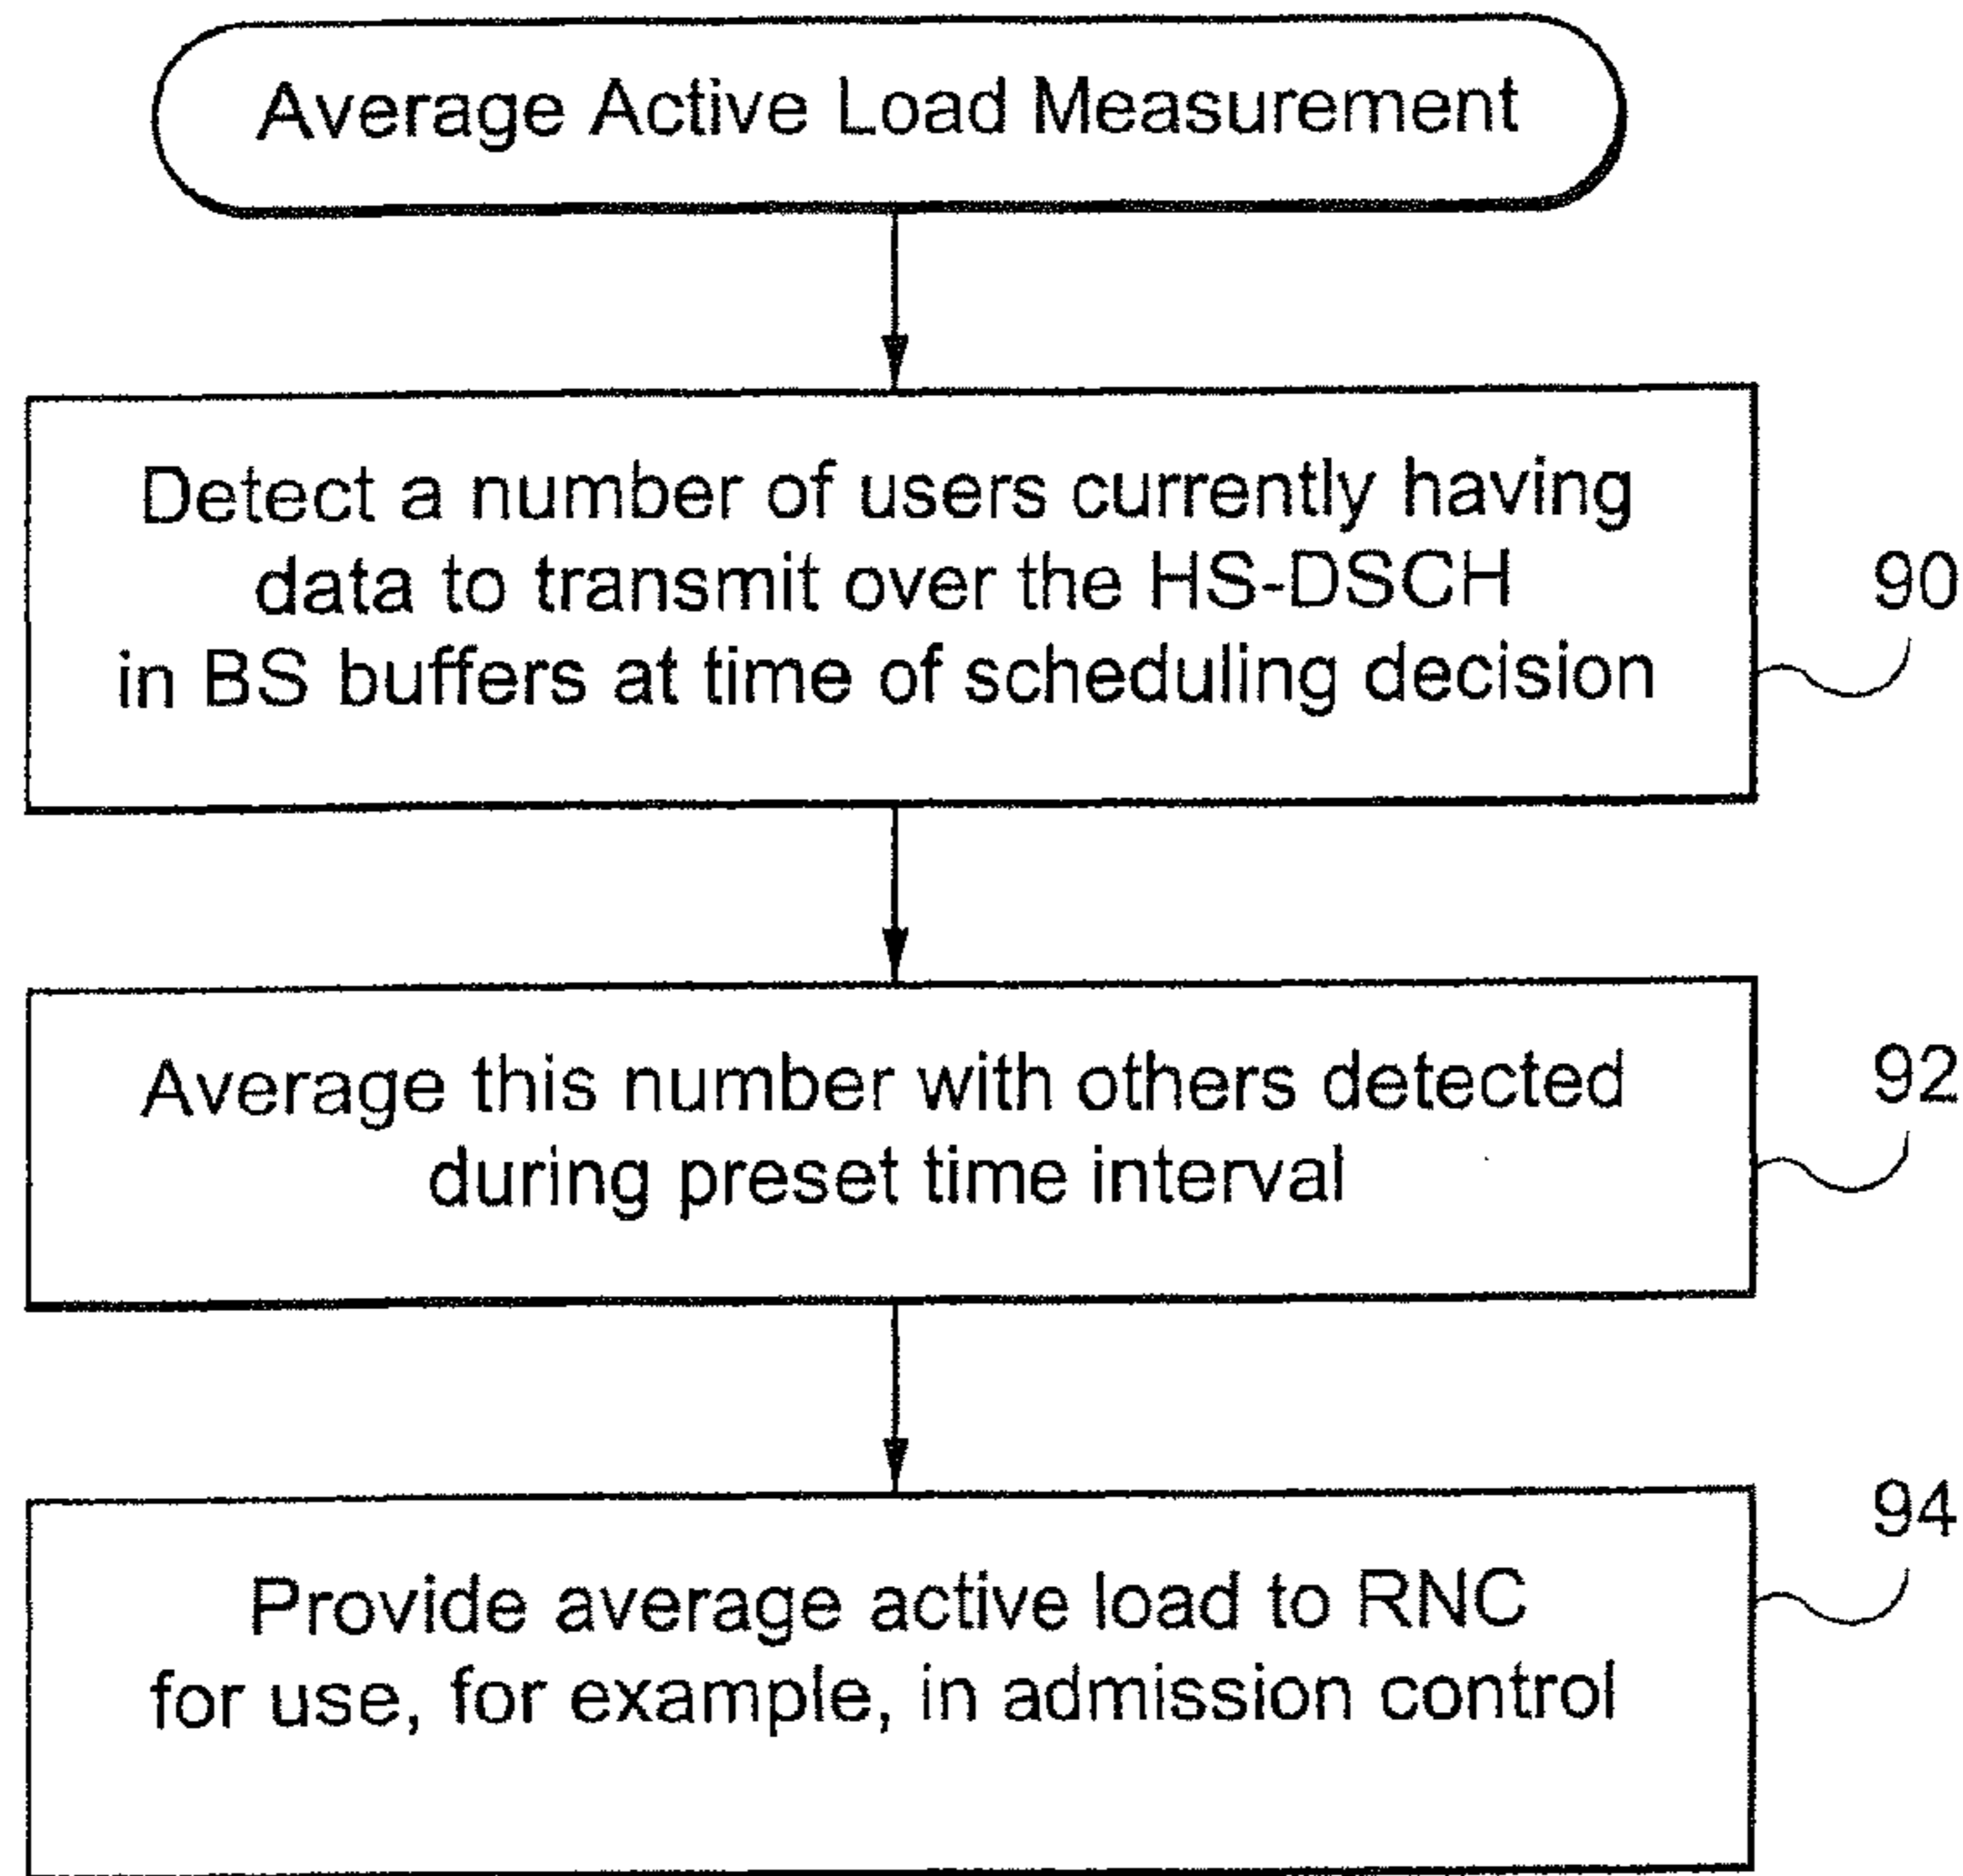 Average Active Load Measurement
Detect a number of users currently having
data to transmit over the HS-DSCH
in BS buffers at time of scheduling decision
90
Average this number with others detected
during preset time interval
92
Provide average active load to RNC
for use, for example, in admission control
94